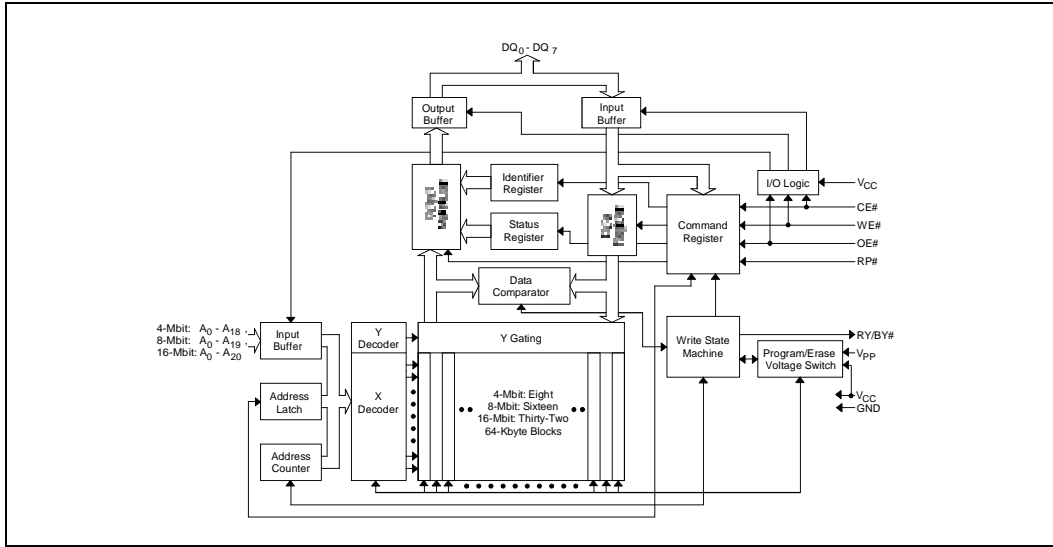 DQ0 - DQ 7
Output
Buffer
Input
Buffer
I/O Logic
VCC
Identifier
Register
CE#
Status
Register
Command
Register
WE#
OE#
RP#
Data
Comparator
4-Mbit: A0 - A18 ,
8-Mbit: A0 - A19 ,
16-Mbit: A0 - A20
Input
Buffer
Y
Decoder
Y Gating
Write State
Machine
RY/BY#
Program/Erase
Voltage Switch
VPP
Address
Latch
X
Decoder
4-Mbit: Eight
8-Mbit: Sixteen
16-Mbit: Thirty-Two
64-Kbyte Blocks
VCC
GND
Address
Counter